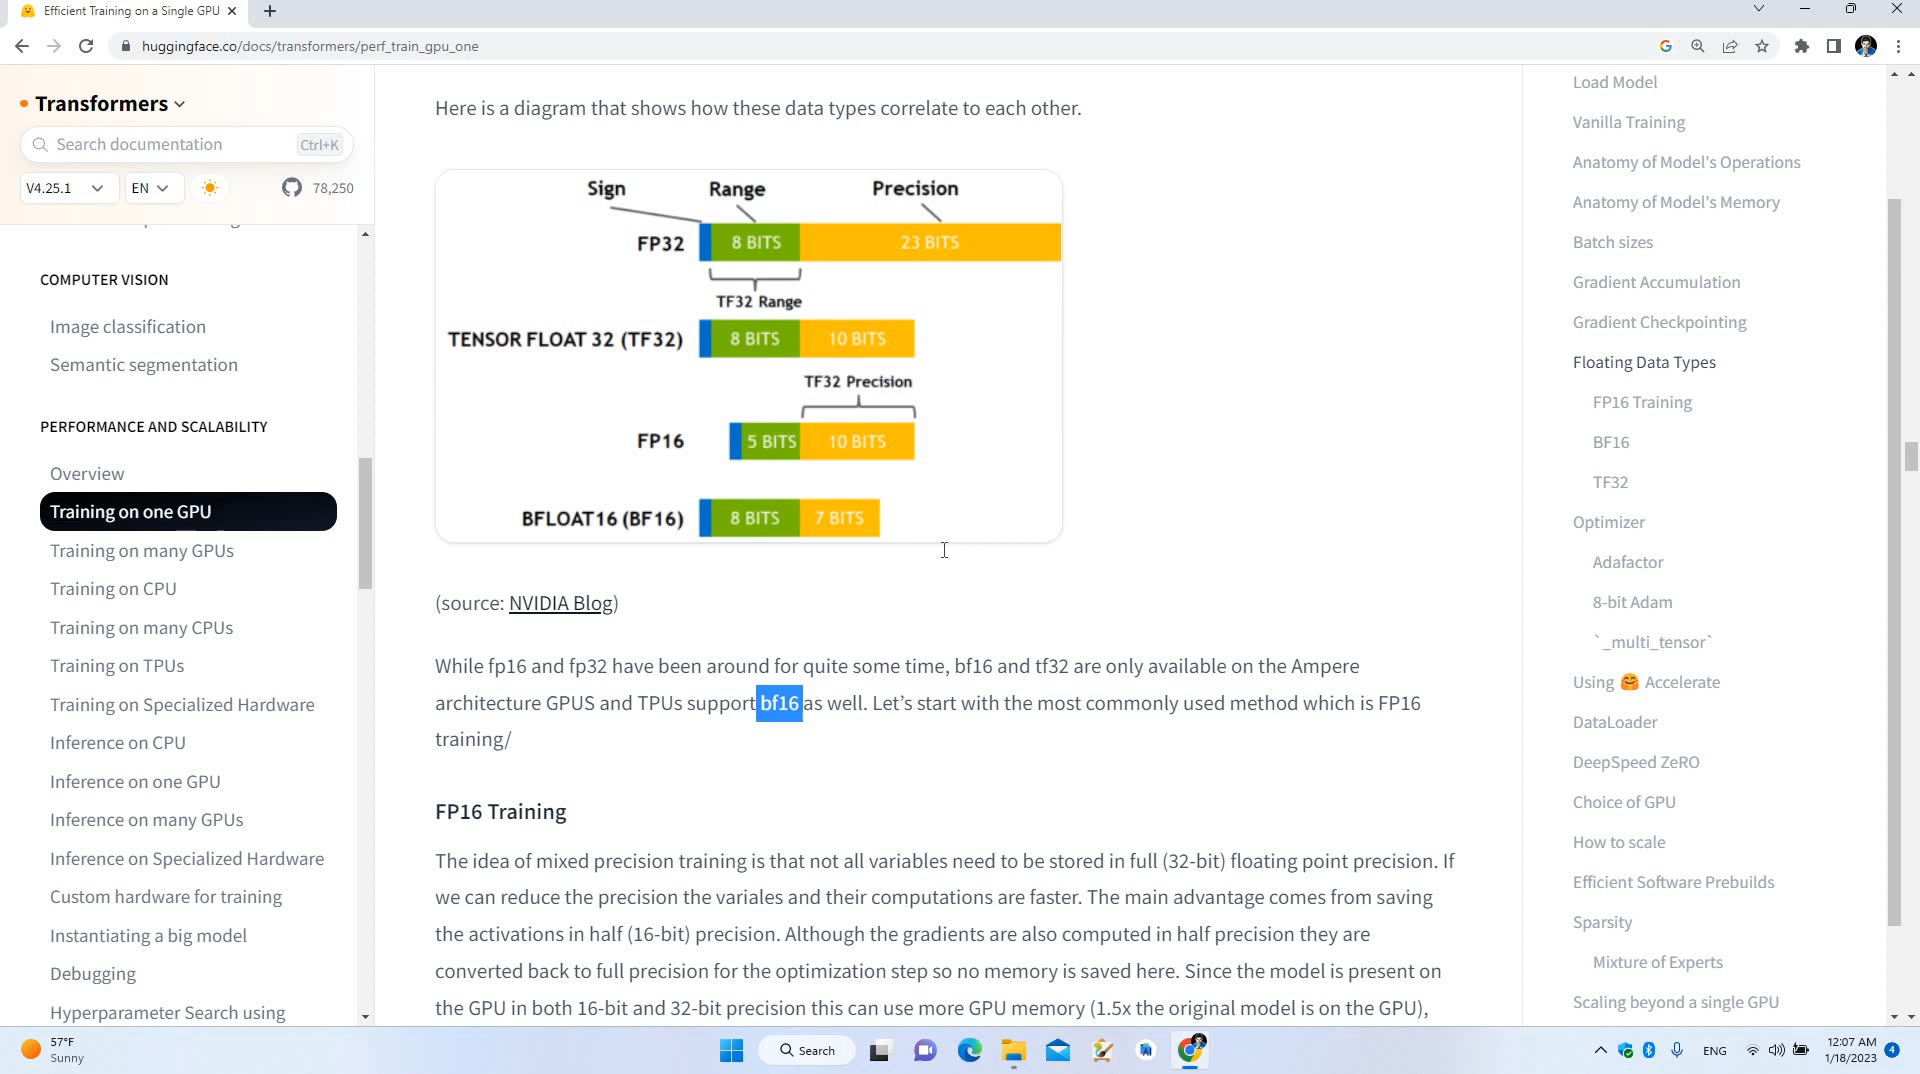 Efficient Training on a Single GPU
huggingface.co/docs/transformers/perf_train_gpu_one
Transformers
Search documentation
Ctrl+K
V4.25.1
EN
78,250
COMPUTER VISION
Image classification
Semantic segmentation
PERFORMANCE AND SCALABILITY
Overview
Training on one GPU
Training on many GPUs
Training on CPU
Training on many CPUs
Training on TPUs
Training on Specialized Hardware
Inference on CPU
Inference on one GPU
Inference on many GPUs
Inference on Specialized Hardware
Custom hardware for training
Instantiating a big model
Debugging
Hyperparameter Search using
Here is a diagram that shows how these data types correlate to each other.
Sign Range Precision
FP32 8 BITS 23 BITS
TF32 Range
TENSOR FLOAT 32 (TF32) 8 BITS 10 BITS
TF32 Precision
FP16 5 BITS 10 BITS
BFLOAT16 (BF16) 8 BITS 7 BITS
(source: NVIDIA Blog)
While fp16 and fp32 have been around for quite some time, bf16 and tf32 are only available on the Ampere
architecture GPUS and TPUs support bf16 as well. Let’s start with the most commonly used method which is FP16
training/
FP16 Training
The idea of mixed precision training is that not all variables need to be stored in full (32-bit) floating point precision. If
we can reduce the precision the variales and their computations are faster. The main advantage comes from saving
the activations in half (16-bit) precision. Although the gradients are also computed in half precision they are
converted back to full precision for the optimization step so no memory is saved here. Since the model is present on
the GPU in both 16-bit and 32-bit precision this can use more GPU memory (1.5x the original model is on the GPU),
Load Model
Vanilla Training
Anatomy of Model's Operations
Anatomy of Model's Memory
Batch sizes
Gradient Accumulation
Gradient Checkpointing
Floating Data Types
FP16 Training
BF16
TF32
Optimizer
Adafactor
8-bit Adam
`_multi_tensor`
Using 🤗 Accelerate
DataLoader
DeepSpeed ZeRO
Choice of GPU
How to scale
Efficient Software Prebuilds
Sparsity
Mixture of Experts
Scaling beyond a single GPU
57°F
Sunny
Search
ENG
12:07 AM
1/18/2023
4